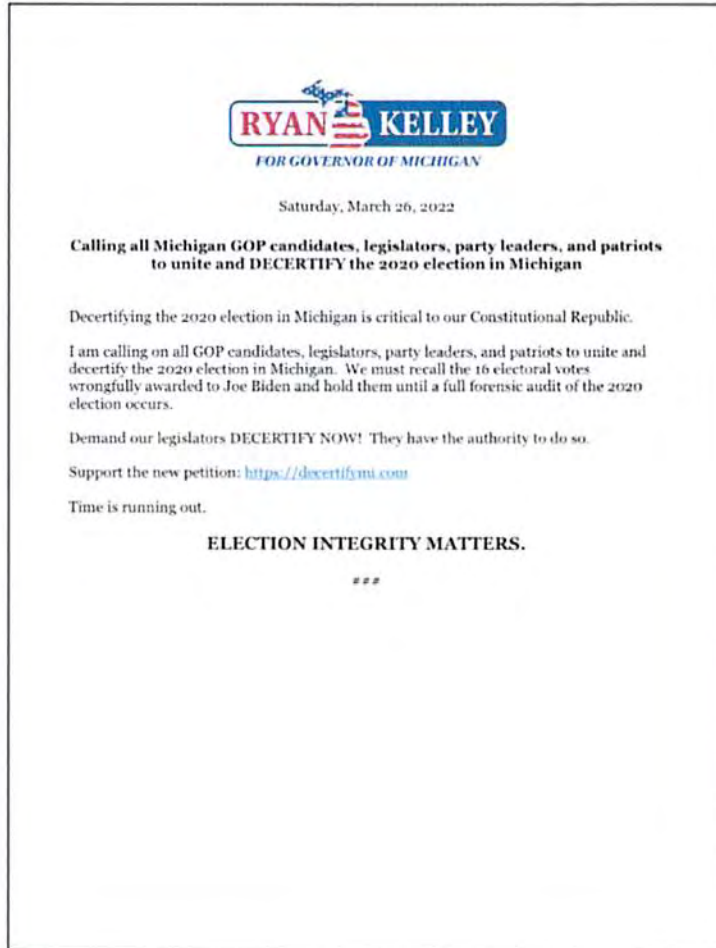 RYAN KELLEY
FOR GOVERNOR OF MICHIGAN
Saturday, March 26, 2022
Calling all Michigan GOP candidates, legislators, party leaders, and patriots
to unite and DECERTIFY the 2020 election in Michigan
Decertifying the 2020 election in Michigan is critical to our Constitutional Republic.
I am calling on all GOP candidates, legislators, party leaders, and patriots to unite and
decertify the 2020 election in Michigan. We must recall the 16 electoral votes
wrongfully awarded to Joe Biden and hold them until a full forensic audit of the 2020
election occurs.
Demand our legislators DECERTIFY NOW! They have the authority to do so.
Support the new petition: https://decertifymi.com
Time is running out.
ELECTION INTEGRITY MATTERS.
###